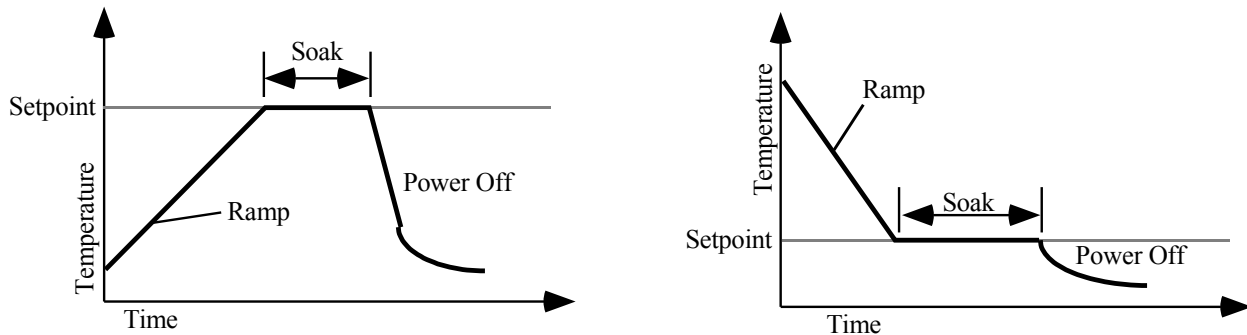 Soak
Setpoint
Temperature
Ramp
Power Off
Time
Temperature
Ramp
Soak
Setpoint
Power Off
Time